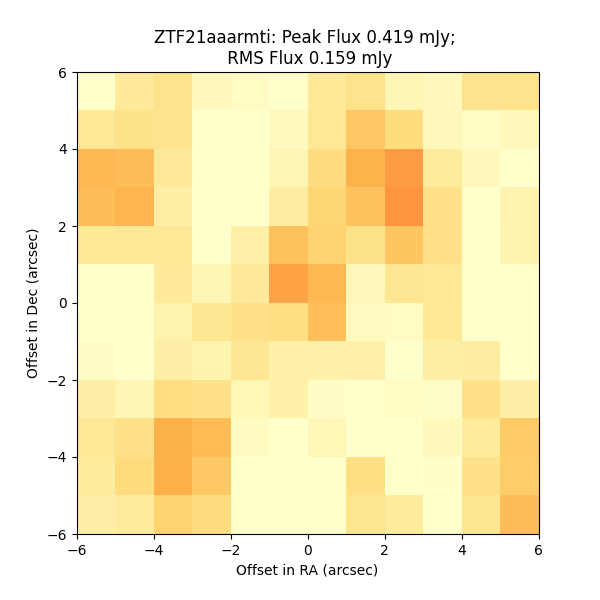 ZTF21aaarmti: Peak Flux 0.419 mJy;
RMS Flux 0.159 mJy
6
4
2
0
−2
−4
−6
Offset in Dec (arcsec)
−6 −4 −2 0 2 4 6
Offset in RA (arcsec)